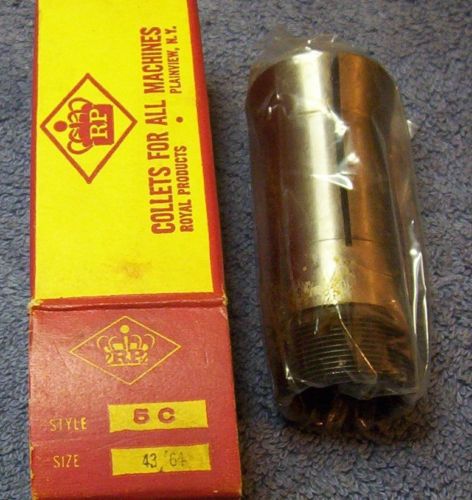 RP
COLLETS FOR ALL MACHINES
ROYAL PRODUCTS • PLAINVIEW, N.Y.
RP
STYLE 5C
SIZE 43/64